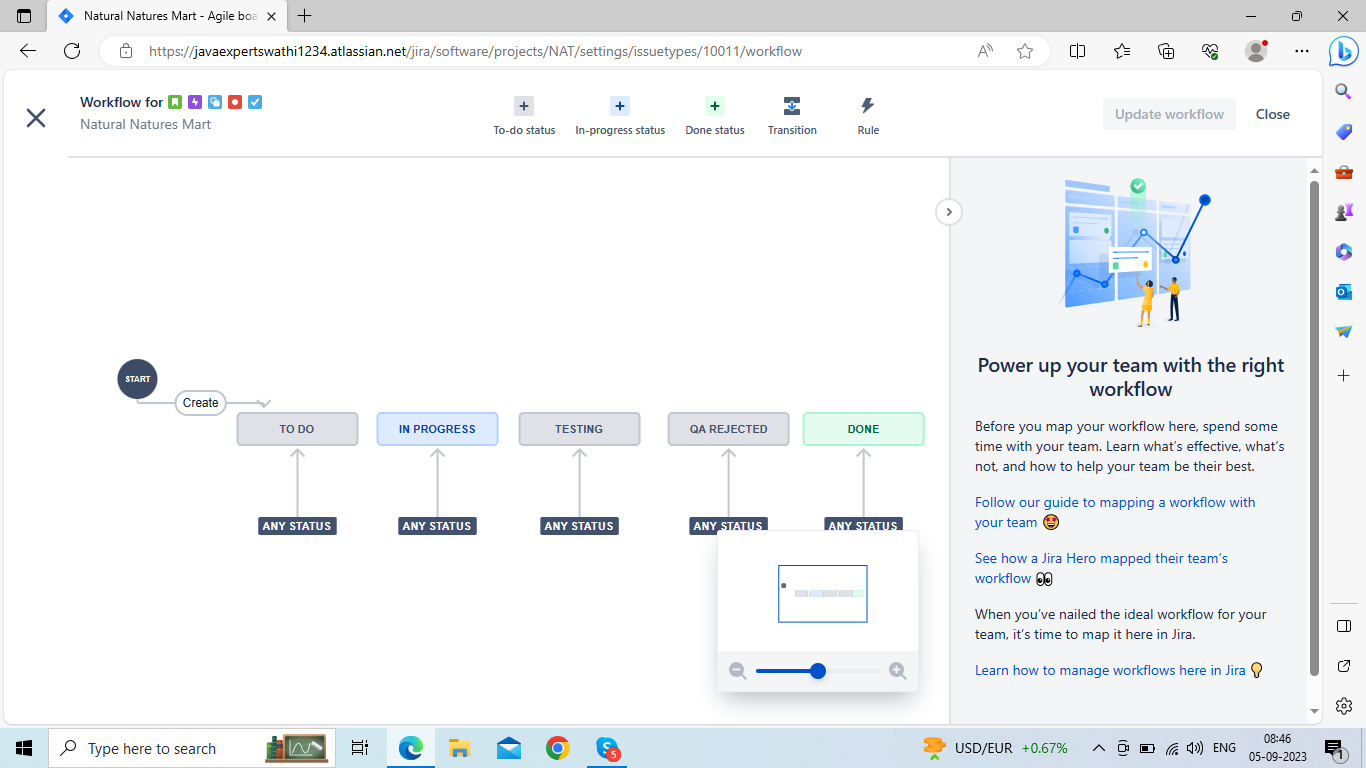 Natural Natures Mart - Agile boa
https://javaexpertswathi1234.atlassian.net/jira/software/projects/NAT/settings/issuetypes/10011/workflow
Workflow for
Natural Natures Mart
To-do status
In-progress status
Done status
Transition
Rule
Update workflow
Close
START
Create
TO DO
IN PROGRESS
TESTING
QA REJECTED
DONE
ANY STATUS
ANY STATUS
ANY STATUS
ANY STATUS
ANY STATUS
Power up your team with the right
workflow
Before you map your workflow here, spend some
time with your team. Learn what's effective, what's
not, and how to help your team be their best.
Follow our guide to mapping a workflow with
your team 🤩
See how a Jira Hero mapped their team's
workflow 👀
When you've nailed the ideal workflow for your
team, it's time to map it here in Jira.
Learn how to manage workflows here in Jira 💡
Type here to search
5
USD/EUR +0.67%
ENG
08:46
05-09-2023
1